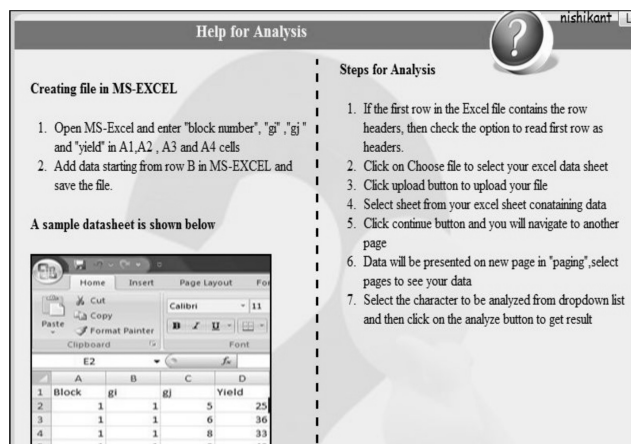 Help for Analysis
nishikant
Creating file in MS-EXCEL
1. Open MS-Excel and enter "block number", "gi" ,"gj "
and "yield" in A1,A2 , A3 and A4 cells
2. Add data starting from row B in MS-EXCEL and
save the file.
A sample datasheet is shown below
Home Insert Page Layout For
Cut
Copy
Format Painter
Paste
Clipboard
Calibri 11
B I U
Font
E2 fx
A B C D
1 Block gi gj Yield
2 1 1 5 25
3 1 1 6 36
4 1 1 8 33
Steps for Analysis
1. If the first row in the Excel file contains the row
headers, then check the option to read first row as
headers.
2. Click on Choose file to select your excel data sheet
3. Click upload button to upload your file
4. Select sheet from your excel sheet conataining data
5. Click continue button and you will navigate to another
page
6. Data will be presented on new page in "paging",select
pages to see your data
7. Select the character to be analyzed from dropdown list
and then click on the analyze button to get result